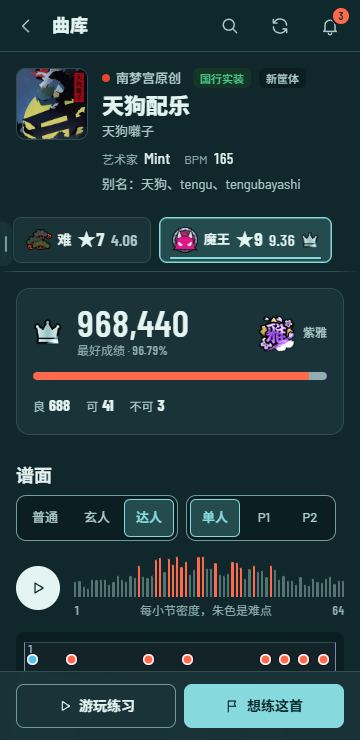 曲库
3
南梦宫原创 国行实装 新筐体
天狗配乐
天狗囃子
艺术家 Mint BPM 165
别名：天狗、tengu、tengubayashi
难 ★7 4.06
魔王 ★9 9.36
968,440
最好成绩 · 96.79%
雅 紫雅
良 688 可 41 不可 3
谱面
普通 玄人 达人 单人 P1 P2
1 每小节密度，朱色是难点 64
1
游玩练习 想练这首